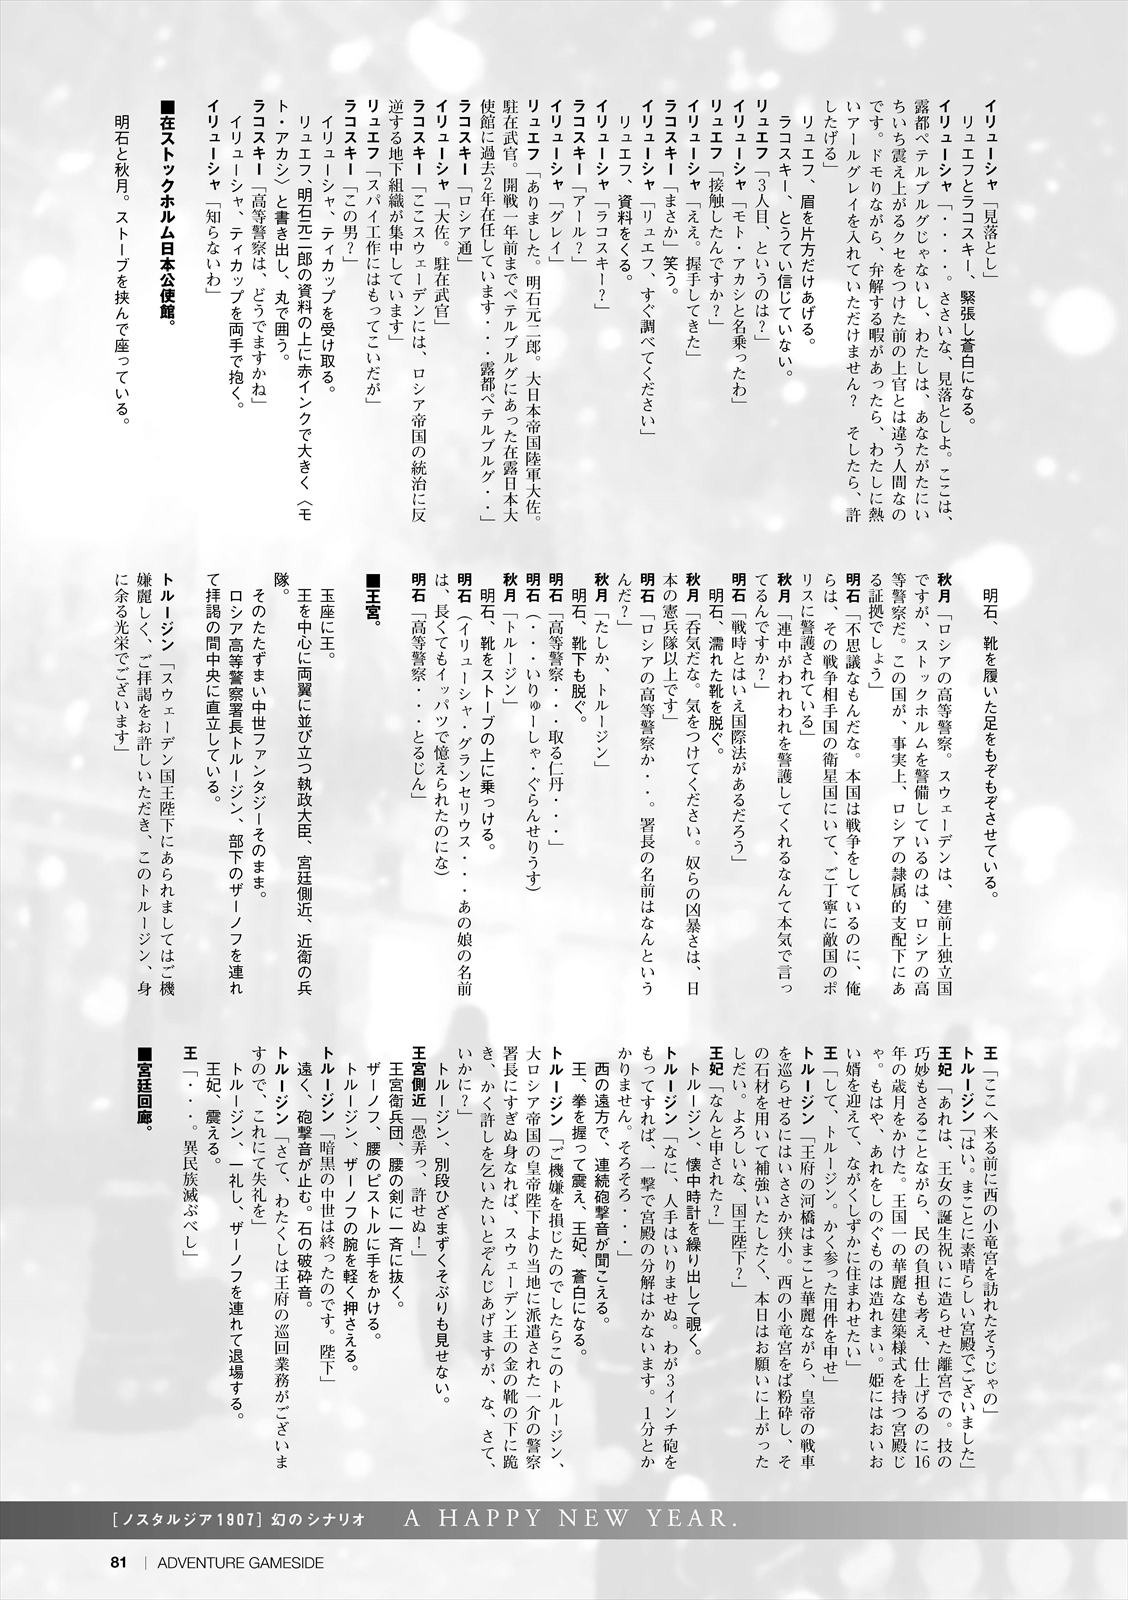 イリューシャ「見落とし」
リュエフとラコスキー、緊張し蒼白になる。
イリューシャ「・・・・。ささいな、見落としよ。ここは、
露都ペテルブルグじゃないし、わたしは、あなたがたにい
ちいち震え上がるクセをつけた前の上官とは違う人間なの
です。ドモりながら、弁解する暇があったら、わたしに熱
いアールグレイを入れていただけません？　そしたら、許
したげる」
リュエフ、眉を片方だけあげる。
ラコスキー、とうてい信じていない。
リュエフ「３人目、というのは？」
イリューシャ「モト・アカシと名乗ったわ」
リュエフ「接触したんですか？」
イリューシャ「ええ。握手してきた」
ラコスキー「まさか」笑う。
イリューシャ「リュエフ、すぐ調べてください」
リュエフ、資料をくる。
イリューシャ「ラコスキー？」
ラコスキー「アール？」
イリューシャ「グレイ」
リュエフ「ありました。明石元二郎。大日本帝国陸軍大佐。
駐在武官。開戦一年前までペテルブルグにあった在露日本大
使館に過去２年在任しています・・・露都ペテルブルグ・・」
ラコスキー「ロシア通」
イリューシャ「大佐。駐在武官」
ラコスキー「ここスウェーデンには、ロシア帝国の統治に反
逆する地下組織が集中しています」
リュエフ「スパイ工作にはもってこいだが」
ラコスキー「この男？」
イリューシャ、ティカップを受け取る。
リュエフ、明石元二郎の資料の上に赤インクで大きく〈モ
ト・アカシ〉と書き出し、丸で囲う。
ラコスキー「高等警察は、どうでますかね」
イリューシャ、ティカップを両手で抱く。
イリューシャ「知らないわ」
■在ストックホルム日本公使館。
明石と秋月。ストーブを挟んで座っている。
明石、靴を履いた足をもぞもぞさせている。
秋月「ロシアの高等警察。スウェーデンは、建前上独立国
ですが、ストックホルムを警備しているのは、ロシアの高
等警察だ。この国が、事実上、ロシアの隷属的支配下にあ
る証拠でしょう」
明石「不思議なもんだな。本国は戦争をしているのに、俺
らは、その戦争相手国の衛星国にいて、ご丁寧に敵国のポ
リスに警護されている」
秋月「連中がわれわれを警護してくれるなんて本気で言っ
てるんですか？」
明石「戦時とはいえ国際法があるだろう」
明石、濡れた靴を脱ぐ。
秋月「呑気だな。気をつけてください。奴らの凶暴さは、日
本の憲兵隊以上です」
明石「ロシアの高等警察か・・。署長の名前はなんという
んだ？」
秋月「たしか、トルージン」
明石、靴下も脱ぐ。
明石「高等警察・・・取る仁丹・・・」
明石（・・・いりゅーしゃ・ぐらんせりうす）
秋月「トルージン」
明石、靴をストーブの上に乗っける。
明石（イリューシャ・グランセリウス・・・あの娘の名前
は、長くてもイッパツで憶えられたのにな）
明石「高等警察・・・とるじん」
■王宮。
玉座に王。
王を中心に両翼に並び立つ執政大臣、宮廷側近、近衛の兵
隊。
そのたたずまい中世ファンタジーそのまま。
ロシア高等警察署長トルージン、部下のザーノフを連れ
て拝謁の間中央に直立している。
トルージン「スウェーデン国王陛下にあられましてはご機
嫌麗しく、ご拝謁をお許しいただき、このトルージン、身
に余る光栄でございます」
王「ここへ来る前に西の小竜宮を訪れたそうじゃの」
トルージン「はい。まことに素晴らしい宮殿でございました」
王妃「あれは、王女の誕生祝いに造らせた離宮での。技の
巧妙もさることながら、民の負担も考え、仕上げるのに16
年の歳月をかけた。王国一の華麗な建築様式を持つ宮殿じ
ゃ。もはや、あれをしのぐものは造れまい。姫にはおいお
い婿を迎えて、ながくしずかに住まわせたい」
王「して、トルージン。かく参った用件を申せ」
トルージン「王府の河橋はまこと華麗ながら、皇帝の戦車
を巡らせるにはいささか狭小。西の小竜宮をば粉砕し、そ
の石材を用いて補強いたしたく、本日はお願いに上がった
しだい。よろしいな、国王陛下？」
王妃「なんと申された？」
トルージン、懐中時計を繰り出して覗く。
トルージン「なに、人手はいりませぬ。わが３インチ砲を
もってすれば、一撃で宮殿の分解はかないます。１分とか
かりません。そろそろ・・・」
西の遠方で、連続砲撃音が聞こえる。
王、拳を握って震え、王妃、蒼白になる。
トルージン「ご機嫌を損じたのでしたらこのトルージン、
大ロシア帝国の皇帝陛下より当地に派遣された一介の警察
署長にすぎぬ身なれば、スウェーデン王の金の靴の下に跪
き、かく許しを乞いたいとぞんじあげますが、な、さて、
いかに？」
トルージン、別段ひざまずくそぶりも見せない。
王宮側近「愚弄っ、許せぬ！」
王宮衛兵団、腰の剣に一斉に抜く。
ザーノフ、腰のピストルに手をかける。
トルージン、ザーノフの腕を軽く押さえる。
トルージン「暗黒の中世は終ったのです。陛下」
遠く、砲撃音が止む。石の破砕音。
トルージン「さて、わたくしは王府の巡回業務がございま
すので、これにて失礼を」
トルージン、一礼し、ザーノフを連れて退場する。
王妃、震える。
王「・・・。異民族滅ぶべし」
■宮廷回廊。
［ノスタルジア1907］幻のシナリオ　A HAPPY NEW YEAR.
81 | ADVENTURE GAMESIDE